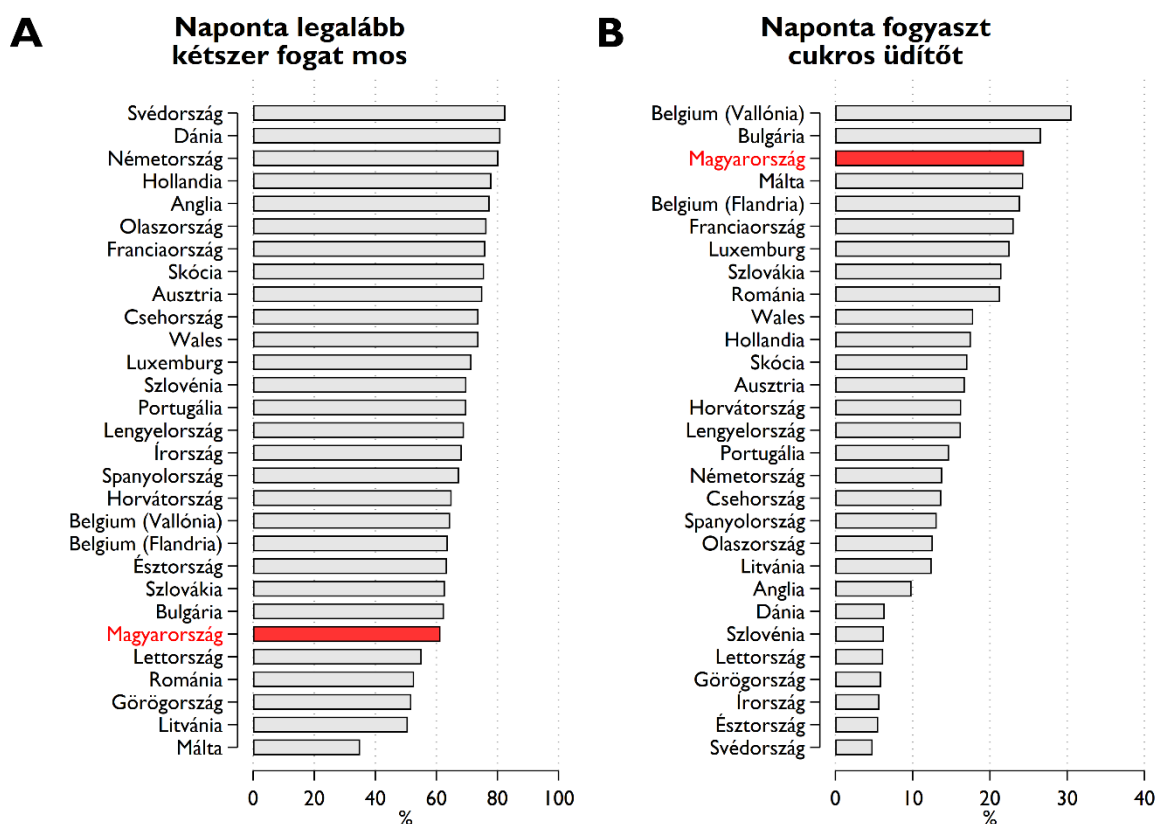 A
Naponta legalább
kétszer fogat mos
Svédország
Dánia
Németország
Hollandia
Anglia
Olaszország
Franciaország
Skócia
Ausztria
Csehország
Wales
Luxemburg
Szlovénia
Portugália
Lengyelország
Írország
Spanyolország
Horvátország
Belgium (Vallónia)
Belgium (Flandria)
Észtország
Szlovákia
Bulgária
Magyarország
Lettország
Románia
Görögország
Litvánia
Málta
0 20 40 60 80 100
%
B
Naponta fogyaszt
cukros üdítőt
Belgium (Vallónia)
Bulgária
Magyarország
Málta
Belgium (Flandria)
Franciaország
Luxemburg
Szlovákia
Románia
Wales
Hollandia
Skócia
Ausztria
Horvátország
Lengyelország
Portugália
Németország
Csehország
Spanyolország
Olaszország
Litvánia
Anglia
Dánia
Szlovénia
Lettország
Görögország
Írország
Észtország
Svédország
0 10 20 30 40
%